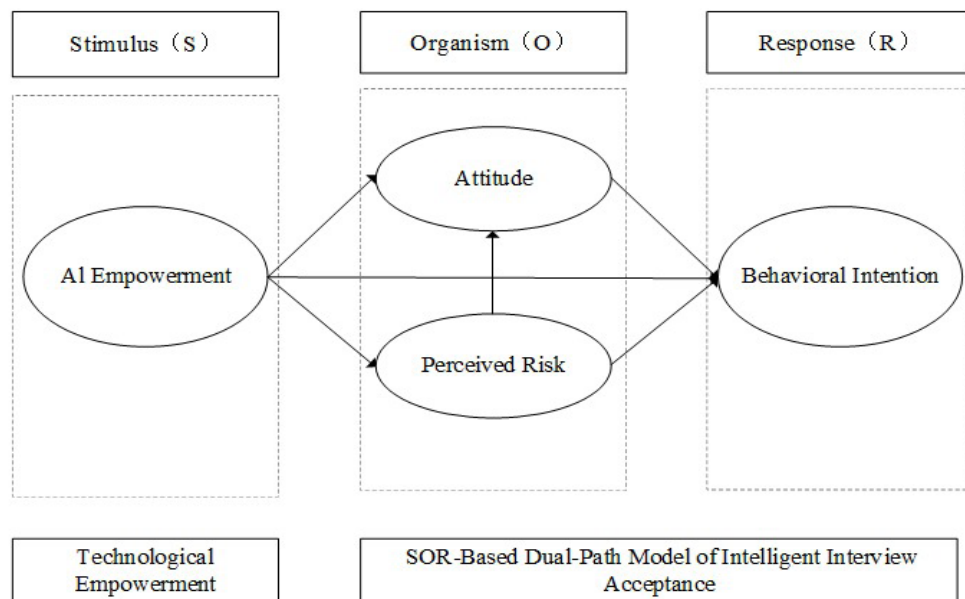 Stimulus（S）
Organism（O）
Response（R）
Attitude
AI Empowerment
Behavioral Intention
Perceived Risk
Technological
Empowerment
SOR-Based Dual-Path Model of Intelligent Interview
Acceptance